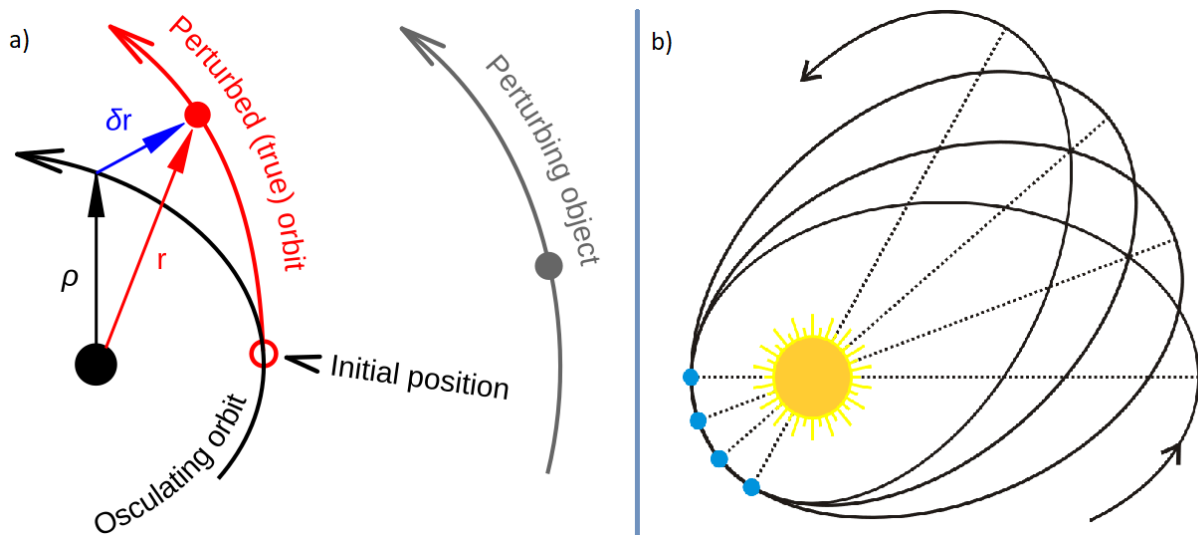 a)
Perturbed (true) orbit
Perturbing object
δr
r
ρ
Initial position
Osculating orbit
b)